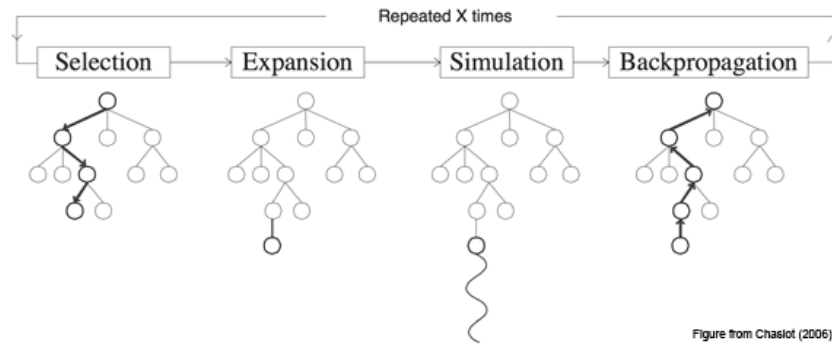 Repeated X times
Selection Expansion Simulation Backpropagation
Figure from Chaslot (2006)